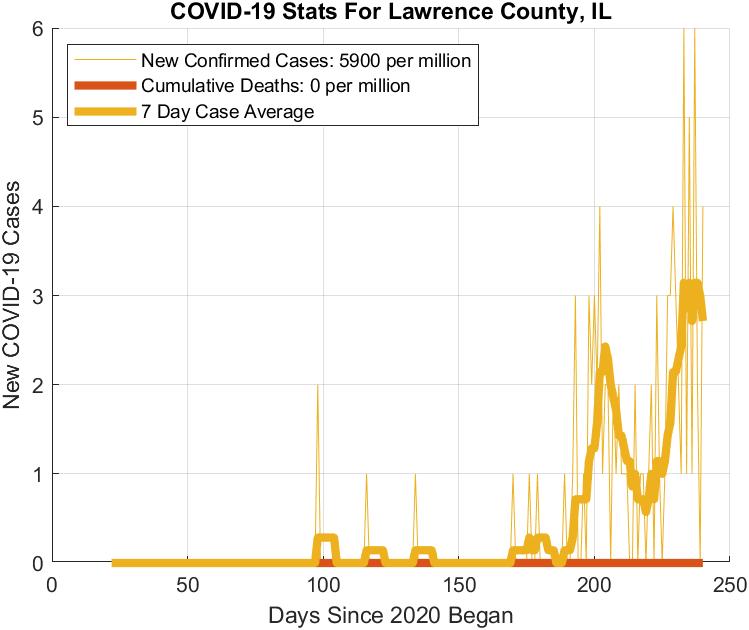 COVID-19 Stats For Lawrence County, IL
New Confirmed Cases: 5900 per million
Cumulative Deaths: 0 per million
7 Day Case Average
New COVID-19 Cases
6
5
4
3
2
1
0
0 50 100 150 200 250
Days Since 2020 Began